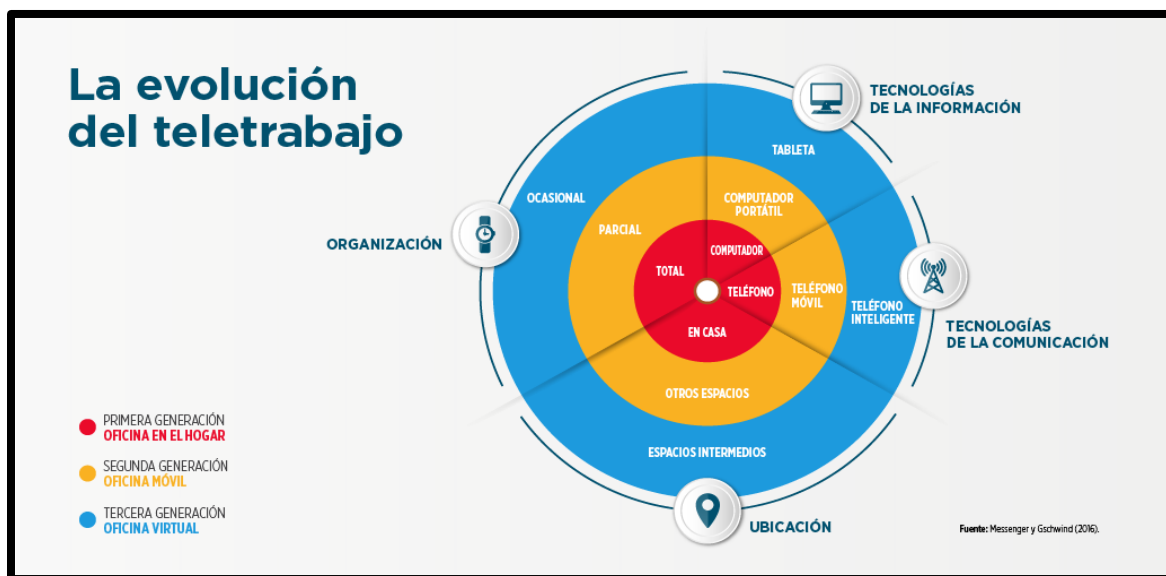 La evolución
del teletrabajo
TECNOLOGÍAS
DE LA INFORMACIÓN
TABLETA
OCASIONAL
COMPUTADOR
PORTÁTIL
PARCIAL
ORGANIZACIÓN
COMPUTADOR
TOTAL
TELÉFONO
TELÉFONO
MÓVIL
TELÉFONO
INTELIGENTE
TECNOLOGÍAS
DE LA COMUNICACIÓN
EN CASA
OTROS ESPACIOS
ESPACIOS INTERMEDIOS
UBICACIÓN
PRIMERA GENERACIÓN
OFICINA EN EL HOGAR
SEGUNDA GENERACIÓN
OFICINA MÓVIL
TERCERA GENERACIÓN
OFICINA VIRTUAL
Fuente: Messenger y Gschwind (2016).